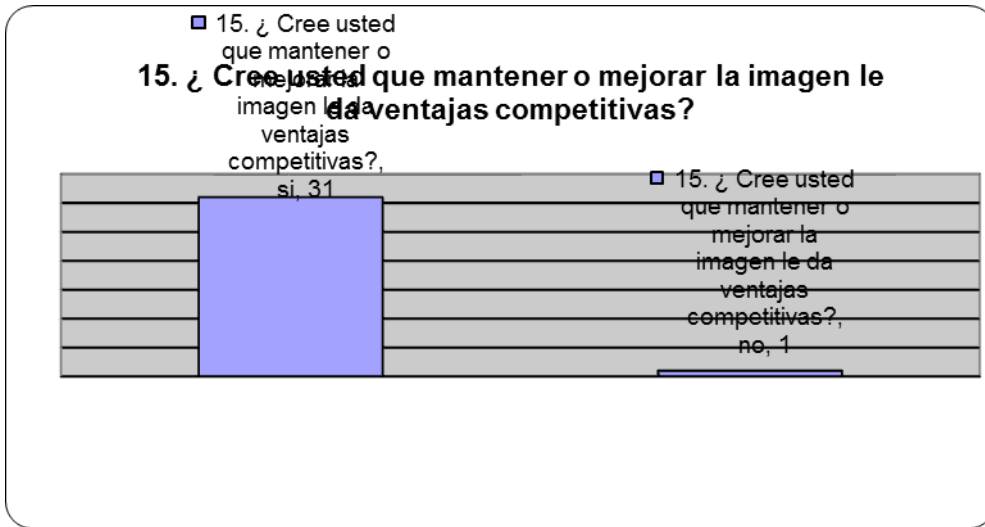 15. ¿ Cree usted que mantener o mejorar la imagen le
da ventajas competitivas?
15. ¿ Cree usted
que mantener o
mejorar la
imagen le da
ventajas
competitivas?,
si, 31
15. ¿ Cree usted
que mantener o
mejorar la
imagen le da
ventajas
competitivas?,
no, 1